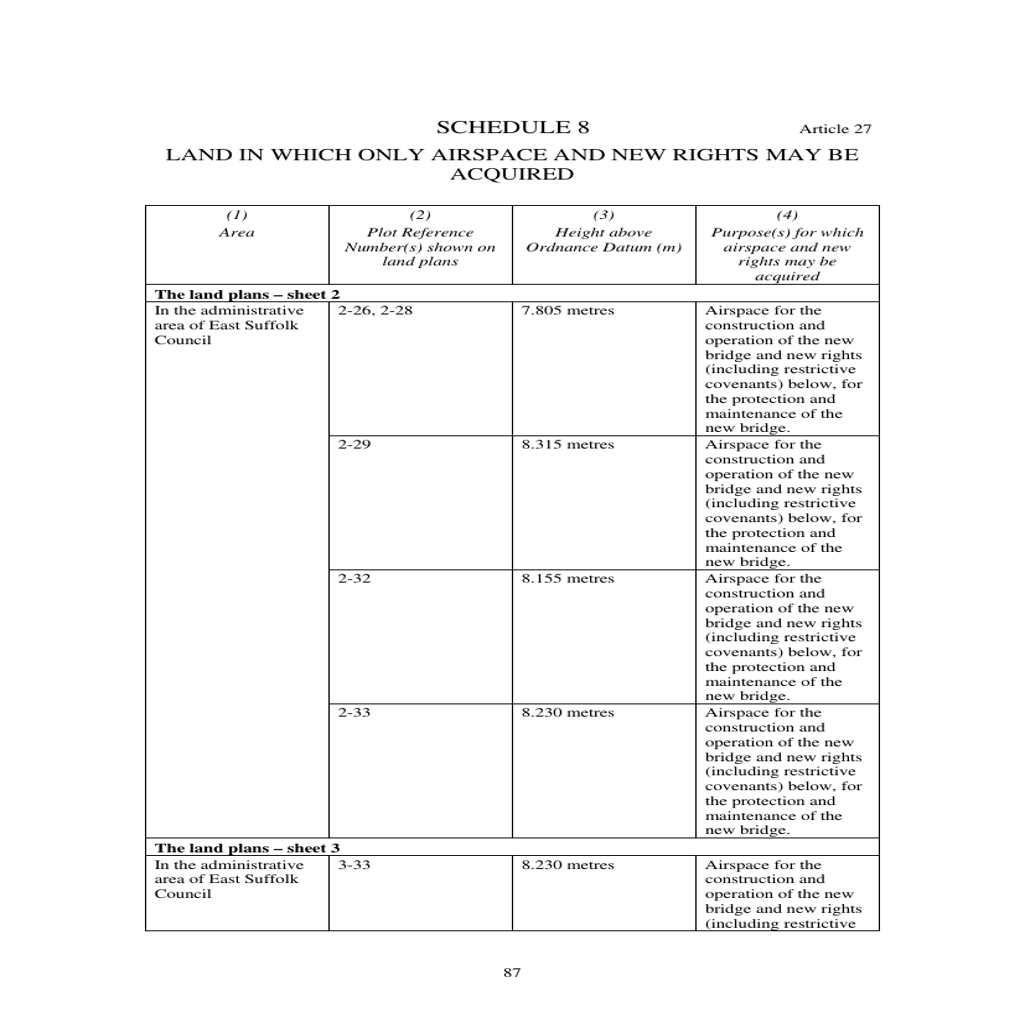 SCHEDULE 8
Article 27
LAND IN WHICH ONLY AIRSPACE AND NEW RIGHTS MAY BE
ACQUIRED
(1)
Area
(2)
Plot Reference
Number(s) shown on
land plans
(3)
Height above
Ordnance Datum (m)
(4)
Purpose(s) for which
airspace and new
rights may be
acquired
The land plans – sheet 2
In the administrative
area of East Suffolk
Council
2-26, 2-28
7.805 metres
Airspace for the
construction and
operation of the new
bridge and new rights
(including restrictive
covenants) below, for
the protection and
maintenance of the
new bridge.
2-29
8.315 metres
Airspace for the
construction and
operation of the new
bridge and new rights
(including restrictive
covenants) below, for
the protection and
maintenance of the
new bridge.
2-32
8.155 metres
Airspace for the
construction and
operation of the new
bridge and new rights
(including restrictive
covenants) below, for
the protection and
maintenance of the
new bridge.
2-33
8.230 metres
Airspace for the
construction and
operation of the new
bridge and new rights
(including restrictive
covenants) below, for
the protection and
maintenance of the
new bridge.
The land plans – sheet 3
In the administrative
area of East Suffolk
Council
3-33
8.230 metres
Airspace for the
construction and
operation of the new
bridge and new rights
(including restrictive
87